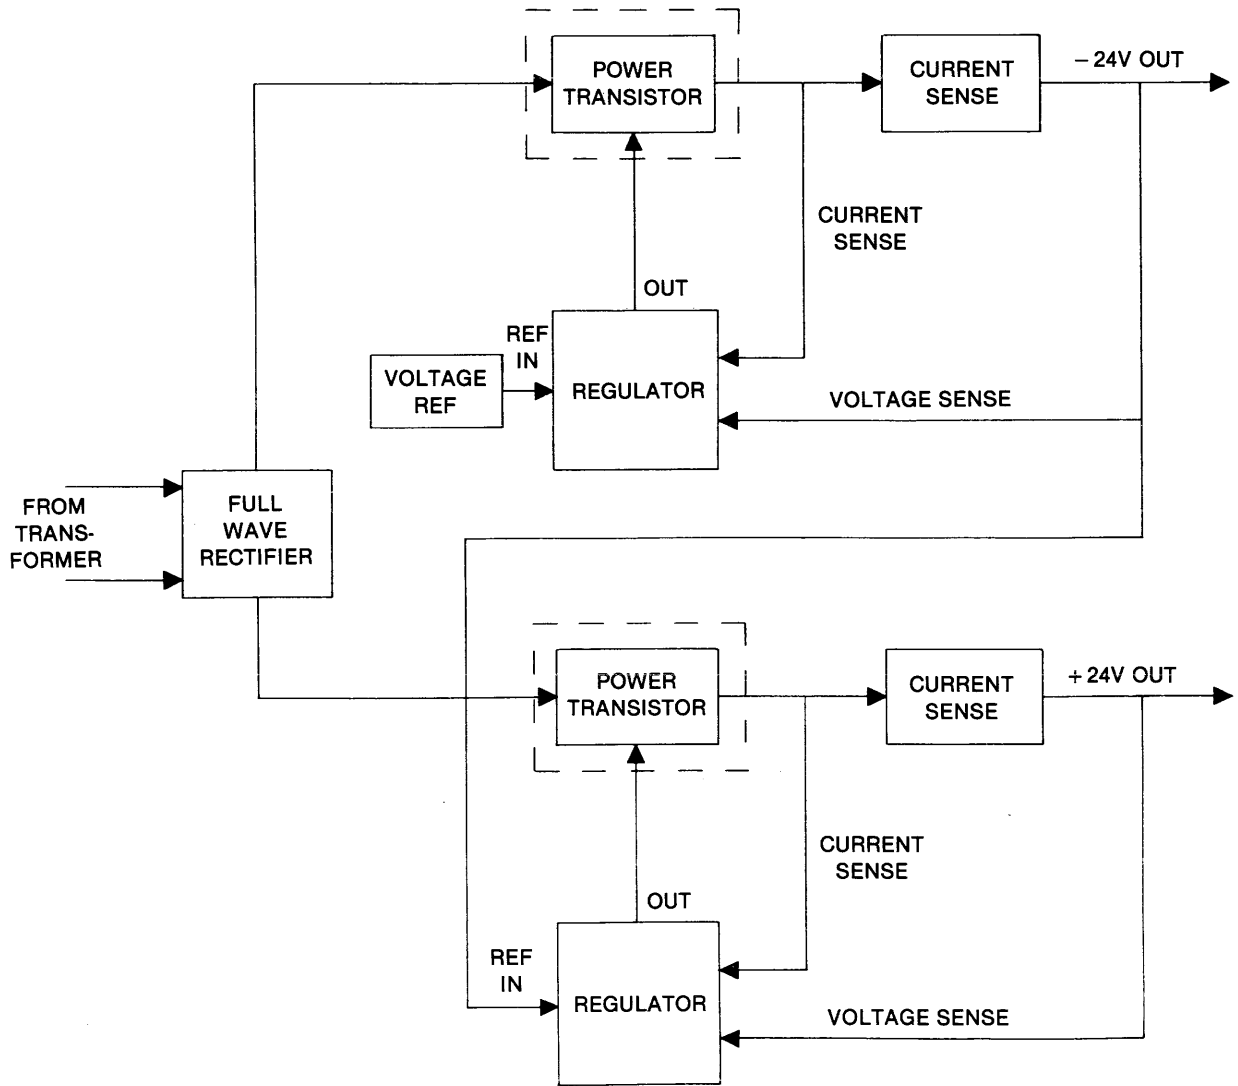 POWER
TRANSISTOR
CURRENT
SENSE
− 24V OUT
CURRENT
SENSE
OUT
REF
IN
VOLTAGE
REF
REGULATOR
VOLTAGE SENSE
FROM
TRANS-
FORMER
FULL
WAVE
RECTIFIER
POWER
TRANSISTOR
CURRENT
SENSE
+ 24V OUT
CURRENT
SENSE
OUT
REF
IN
REGULATOR
VOLTAGE SENSE